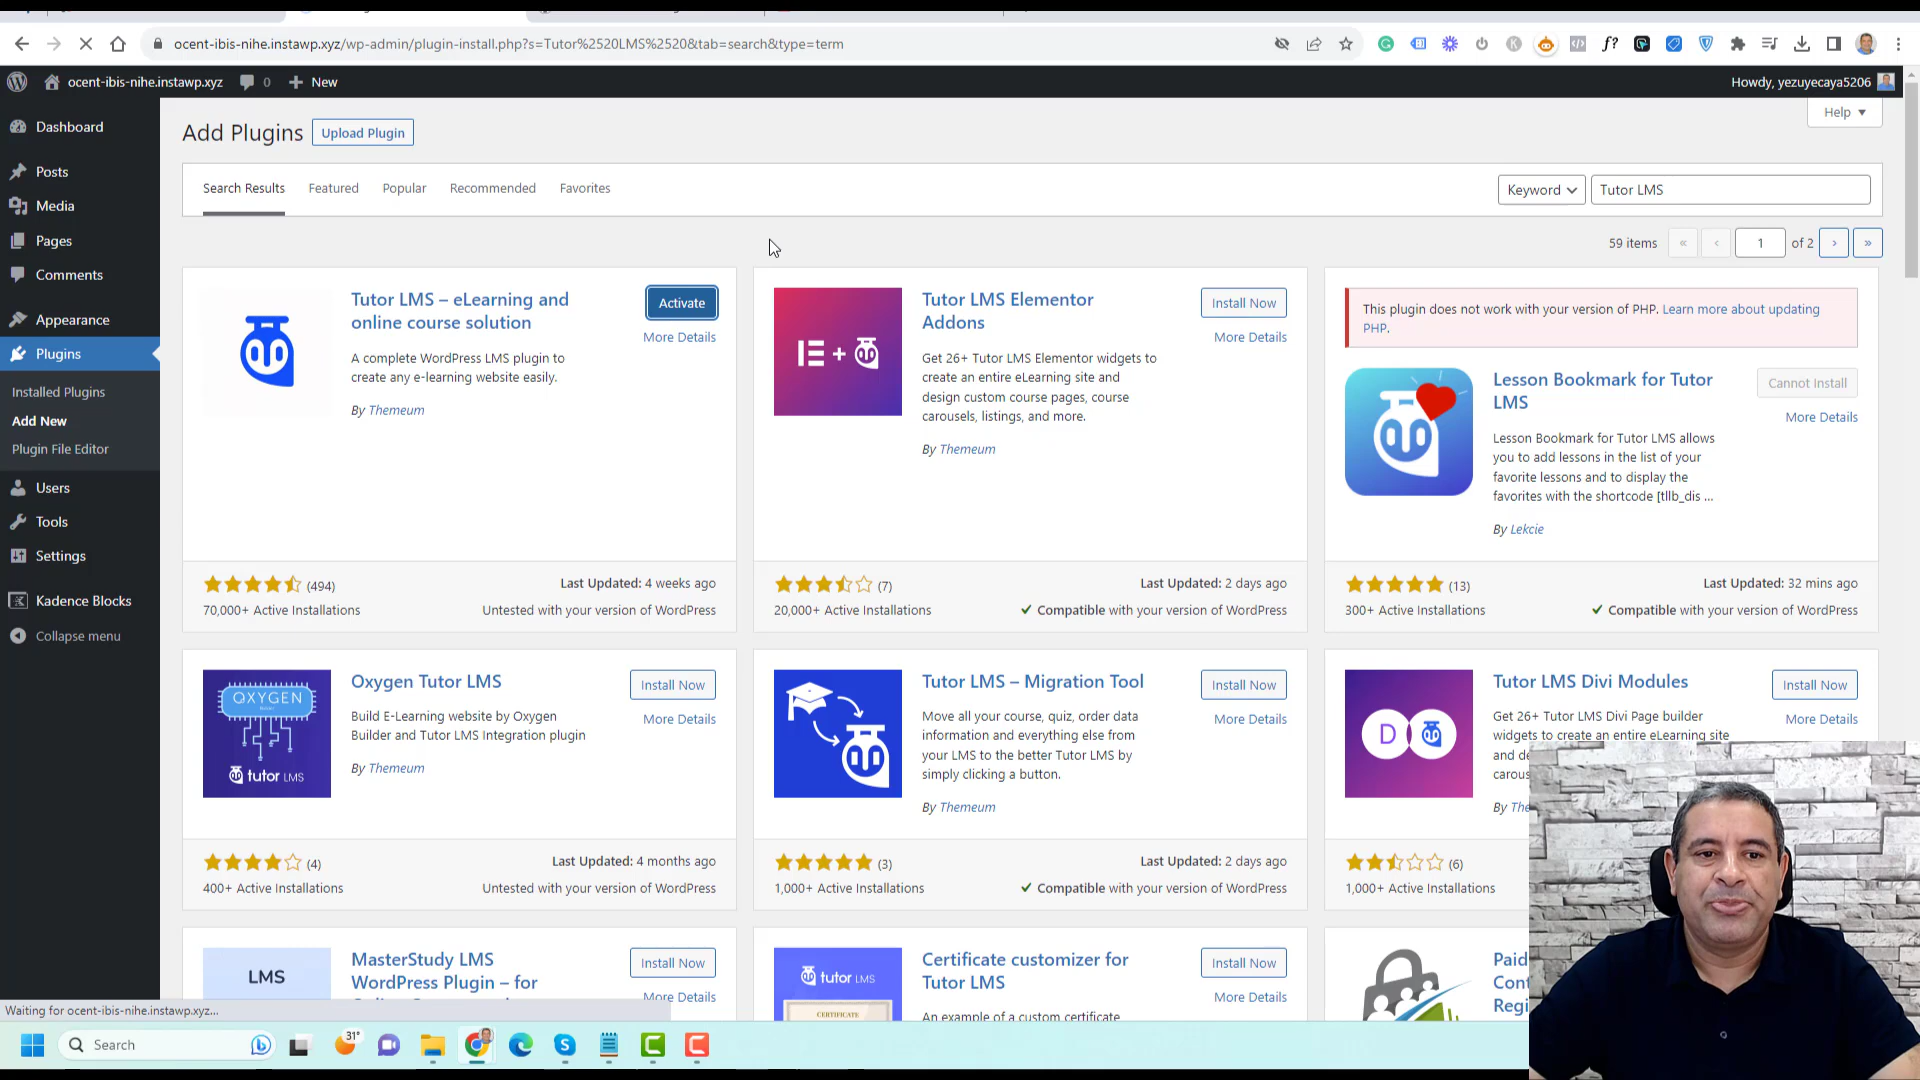 ocent-ibis-nihe.instawp.xyz/wp-admin/plugin-install.php?s=Tutor%2520LMS%2520&tab=search&type=term
ocent-ibis-nihe.instawp.xyz 0 New
Howdy, yezuyecaya5206
Dashboard
Posts
Media
Pages
Comments
Appearance
Plugins
Installed Plugins
Add New
Plugin File Editor
Users
Tools
Settings
Kadence Blocks
Collapse menu
Help
Add Plugins Upload Plugin
Search Results Featured Popular Recommended Favorites
Keyword Tutor LMS
59 items « ‹ 1 of 2 › »
Tutor LMS – eLearning and
online course solution
Activate
More Details
A complete WordPress LMS plugin to
create any e-learning website easily.
By Themeum
(494)
70,000+ Active Installations
Last Updated: 4 weeks ago
Untested with your version of WordPress
Tutor LMS Elementor
Addons
Install Now
More Details
Get 26+ Tutor LMS Elementor widgets to
create an entire eLearning site and
design custom course pages, course
carousels, listings, and more.
By Themeum
(7)
20,000+ Active Installations
Last Updated: 2 days ago
Compatible with your version of WordPress
This plugin does not work with your version of PHP. Learn more about updating
PHP.
Lesson Bookmark for Tutor
LMS
Cannot Install
More Details
Lesson Bookmark for Tutor LMS allows
you to add lessons in the list of your
favorite lessons and to display the
favorites with the shortcode [tllb_dis ...
By Lekcie
(13)
300+ Active Installations
Last Updated: 32 mins ago
Compatible with your version of WordPress
OXYGEN
tutor LMS
Oxygen Tutor LMS
Install Now
More Details
Build E-Learning website by Oxygen
Builder and Tutor LMS Integration plugin
By Themeum
(4)
400+ Active Installations
Last Updated: 4 months ago
Untested with your version of WordPress
Tutor LMS – Migration Tool
Install Now
More Details
Move all your course, quiz, order data
information and everything else from
your LMS to the better Tutor LMS by
simply clicking a button.
By Themeum
(3)
1,000+ Active Installations
Last Updated: 2 days ago
Compatible with your version of WordPress
D
Tutor LMS Divi Modules
Install Now
More Details
Get 26+ Tutor LMS Divi Page builder
widgets to create an entire eLearning site
and de
carous
By The
(6)
1,000+ Active Installations
LMS
MasterStudy LMS
WordPress Plugin – for
Install Now
More Details
tutor LMS
CERTIFICATE
Certificate customizer for
Tutor LMS
Install Now
More Details
An example of a custom certificate
Paid
Cont
Regi
Waiting for ocent-ibis-nihe.instawp.xyz...
Search
31°